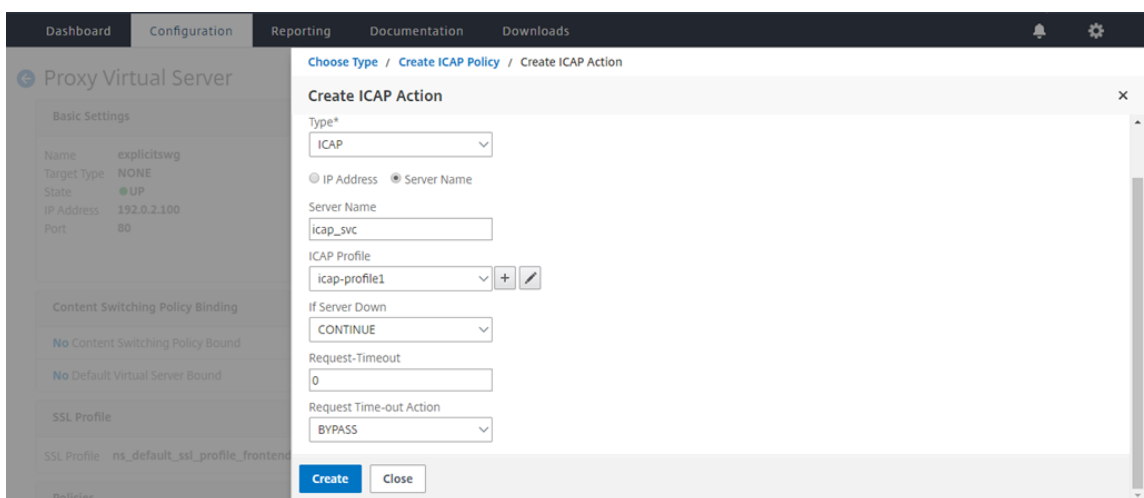 Dashboard Configuration Reporting Documentation Downloads
Proxy Virtual Server
Basic Settings
Name explicitswg
Target Type NONE
State UP
IP Address 192.0.2.100
Port 80
Content Switching Policy Binding
No Content Switching Policy Bound
No Default Virtual Server Bound
SSL Profile
SSL Profile ns_default_ssl_profile_frontend
Policies
Choose Type / Create ICAP Policy / Create ICAP Action
Create ICAP Action
Type*
ICAP
IP Address Server Name
Server Name
icap_svc
ICAP Profile
icap-profile1
If Server Down
CONTINUE
Request-Timeout
0
Request Time-out Action
BYPASS
Create Close